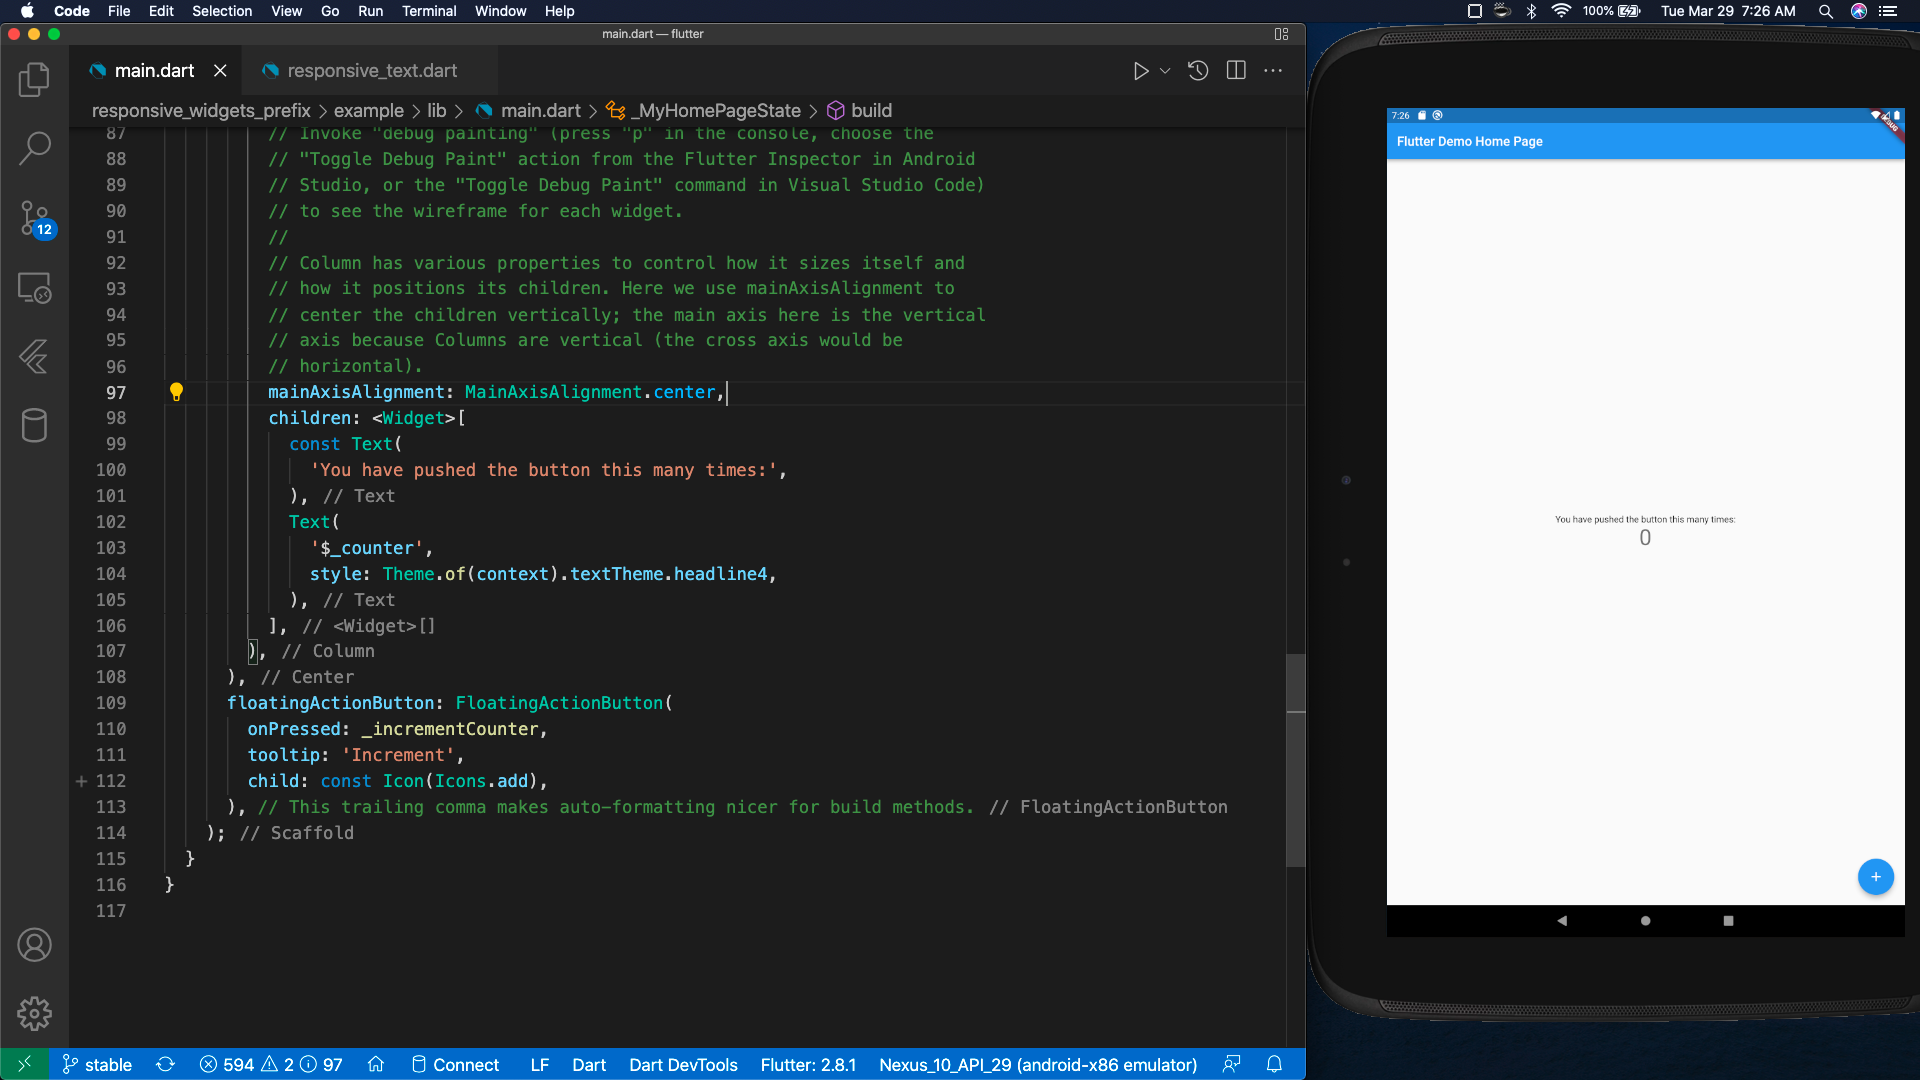 Code File Edit Selection View Go Run Terminal Window Help 100% Tue Mar 29 7:26 AM
main.dart — flutter
main.dart responsive_text.dart
responsive_widgets_prefix > example > lib > main.dart > _MyHomePageState > build
87 // Invoke "debug painting" (press "p" in the console, choose the
88 // "Toggle Debug Paint" action from the Flutter Inspector in Android
89 // Studio, or the "Toggle Debug Paint" command in Visual Studio Code)
90 // to see the wireframe for each widget.
91 //
92 // Column has various properties to control how it sizes itself and
93 // how it positions its children. Here we use mainAxisAlignment to
94 // center the children vertically; the main axis here is the vertical
95 // axis because Columns are vertical (the cross axis would be
96 // horizontal).
97 mainAxisAlignment: MainAxisAlignment.center,
98 children: <Widget>[
99 const Text(
100 'You have pushed the button this many times:',
101 ), // Text
102 Text(
103 '$_counter',
104 style: Theme.of(context).textTheme.headline4,
105 ), // Text
106 ], // <Widget>[]
107 ), // Column
108 ), // Center
109 floatingActionButton: FloatingActionButton(
110 onPressed: _incrementCounter,
111 tooltip: 'Increment',
112 child: const Icon(Icons.add),
113 ), // This trailing comma makes auto-formatting nicer for build methods. // FloatingActionButton
114 ); // Scaffold
115 }
116 }
117
12
stable 594 2 97 Connect LF Dart Dart DevTools Flutter: 2.8.1 Nexus_10_API_29 (android-x86 emulator)
7:26
DEBUG
Flutter Demo Home Page
You have pushed the button this many times:
0
+